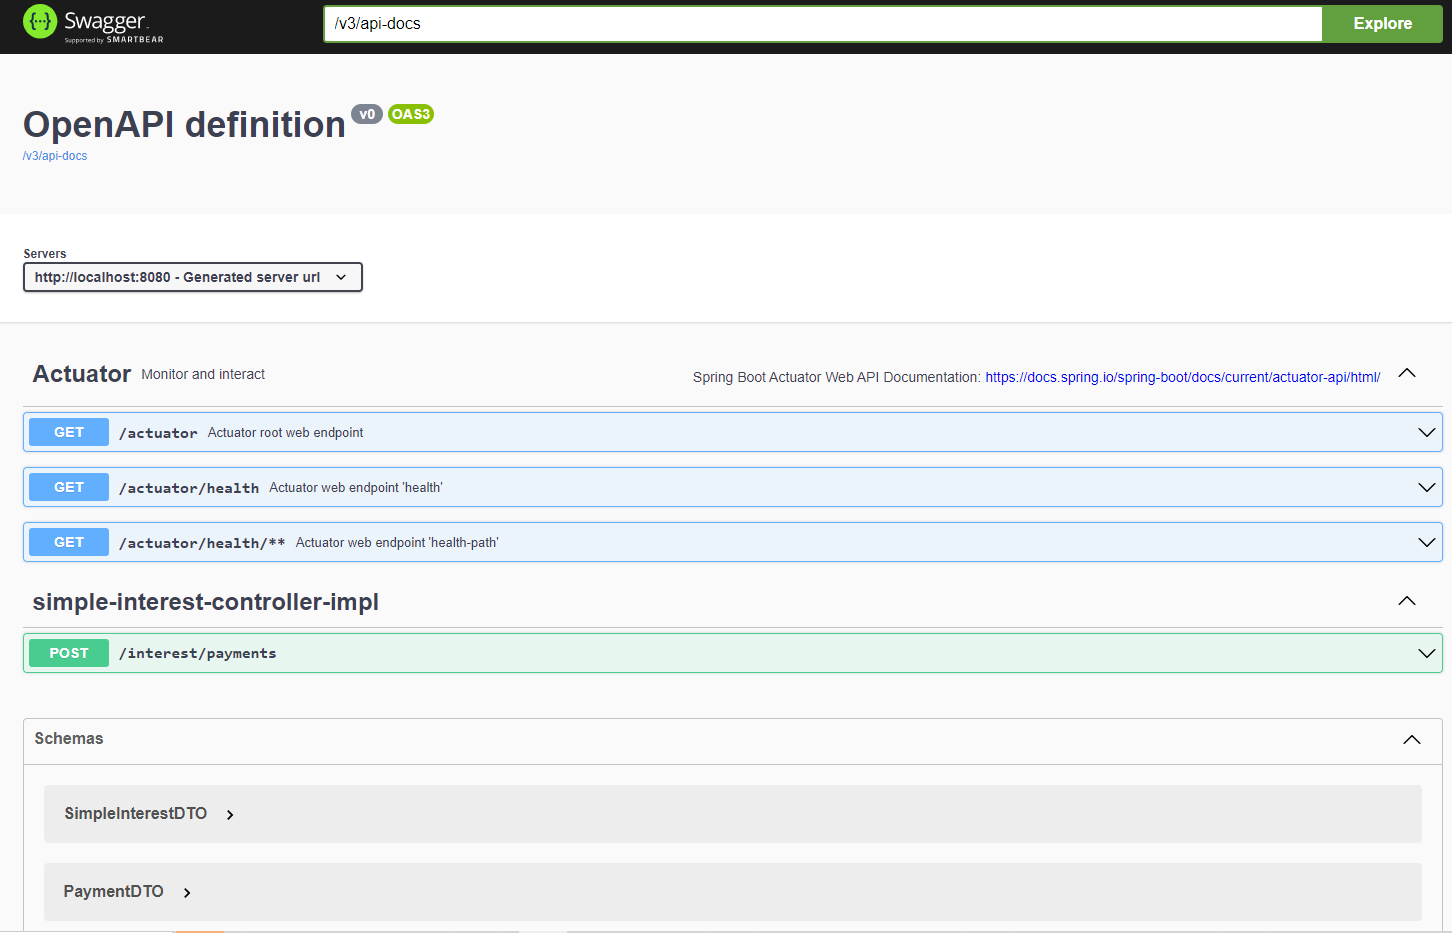 Swagger.
Supported by SMARTBEAR
/v3/api-docs
Explore
OpenAPI definition v0 OAS3
/v3/api-docs
Servers
http://localhost:8080 - Generated server url
Actuator Monitor and interact Spring Boot Actuator Web API Documentation: https://docs.spring.io/spring-boot/docs/current/actuator-api/html/
GET /actuator Actuator root web endpoint
GET /actuator/health Actuator web endpoint 'health'
GET /actuator/health/** Actuator web endpoint 'health-path'
simple-interest-controller-impl
POST /interest/payments
Schemas
SimpleInterestDTO
PaymentDTO